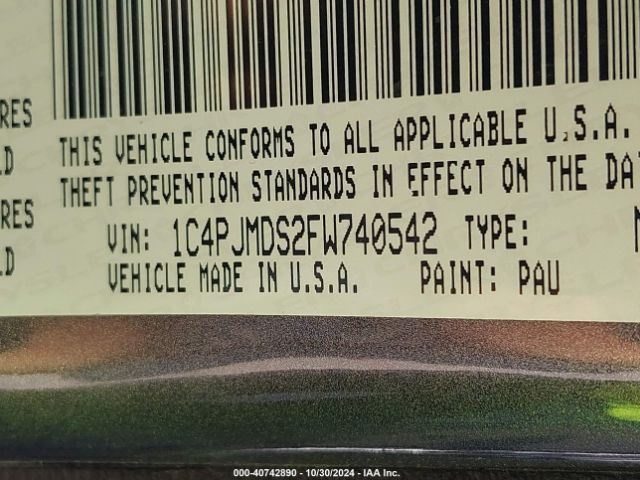 RES
LD
RES
LD
THIS VEHICLE CONFORMS TO ALL APPLICABLE U.S.A.
THEFT PREVENTION STANDARDS IN EFFECT ON THE DA
VIN: 1C4PJMDS2FW740542 TYPE: M
VEHICLE MADE IN U.S.A. PAINT: PAU
000-40742890 - 10/30/2024 - IAA Inc.